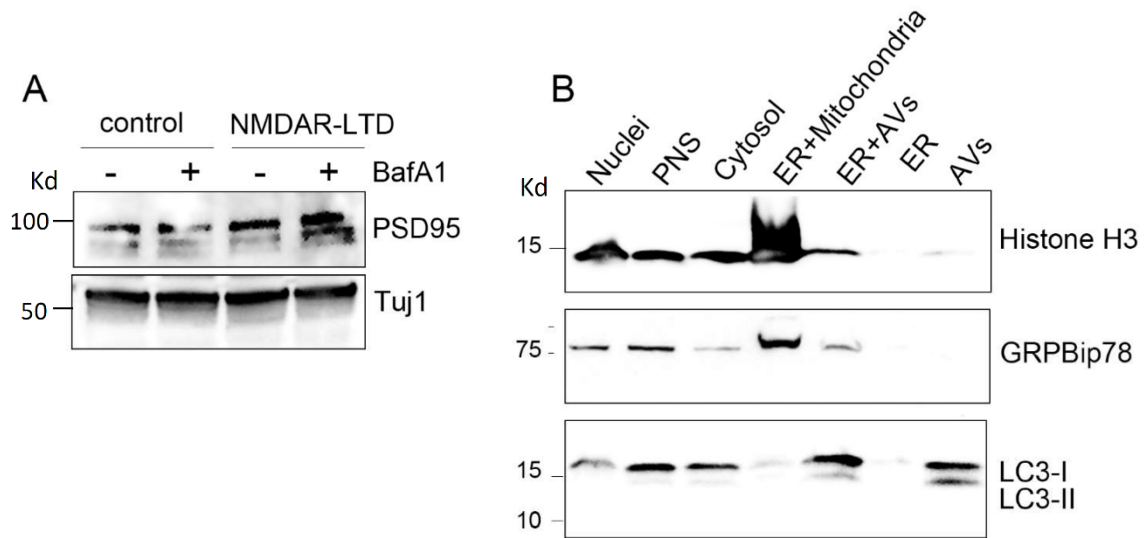 A
control NMDAR-LTD
- + - + BafA1
Kd
100
PSD95
50
Tuj1
B
Nuclei PNS Cytosol ER+Mitochondria ER+AVs ER AVs
Kd
15
Histone H3
75
GRPBip78
15
LC3-I
LC3-II
10